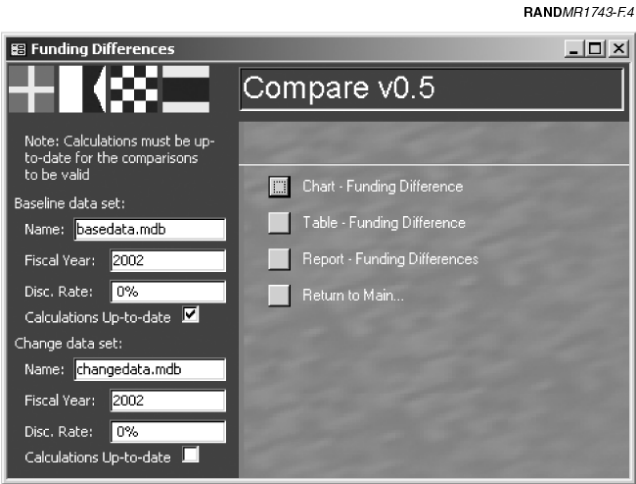 RANDMR1743-F.4
Funding Differences
Compare v0.5
Note: Calculations must be up-
to-date for the comparisons
to be valid
Baseline data set:
Name: basedata.mdb
Fiscal Year: 2002
Disc. Rate: 0%
Calculations Up-to-date
Change data set:
Name: changedata.mdb
Fiscal Year: 2002
Disc. Rate: 0%
Calculations Up-to-date
Chart - Funding Difference
Table - Funding Difference
Report - Funding Differences
Return to Main...